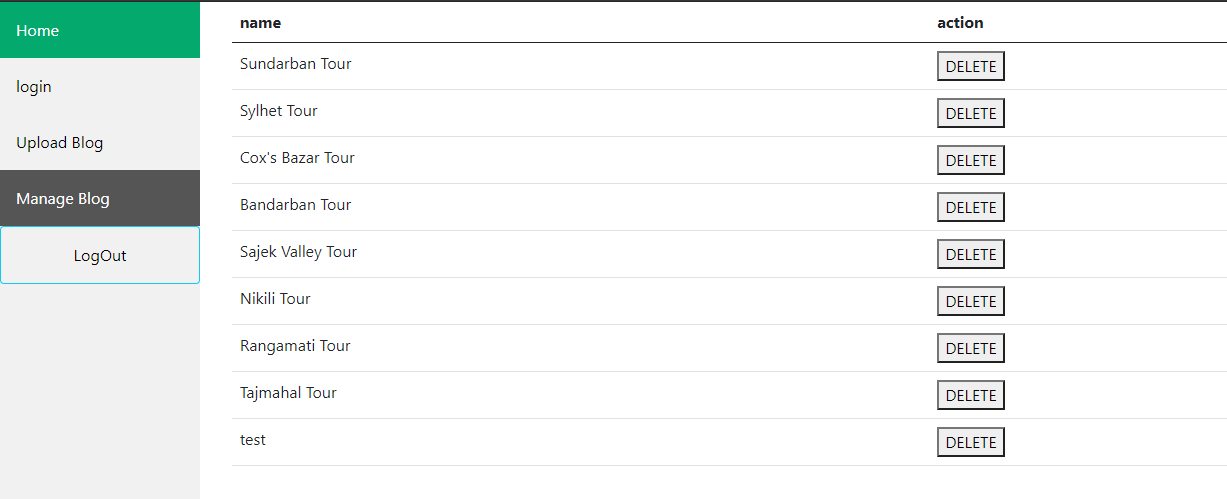 Home
login
Upload Blog
Manage Blog
LogOut
name action
Sundarban Tour DELETE
Sylhet Tour DELETE
Cox's Bazar Tour DELETE
Bandarban Tour DELETE
Sajek Valley Tour DELETE
Nikili Tour DELETE
Rangamati Tour DELETE
Tajmahal Tour DELETE
test DELETE